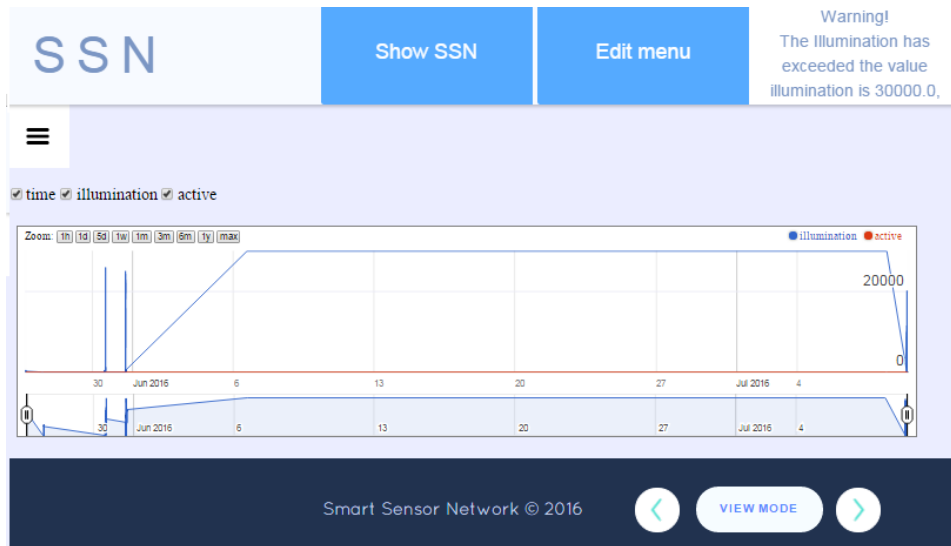 SSN
Show SSN
Edit menu
Warning!
The Illumination has
exceeded the value
illumination is 30000.0,
time illumination active
Zoom: 1h 1d 5d 1w 1m 3m 6m 1y max
illumination active
20000
0
30 Jun 2016 6 13 20 27 Jul 2016 4
30 Jun 2016 6 13 20 27 Jul 2016 4
Smart Sensor Network © 2016
VIEW MODE